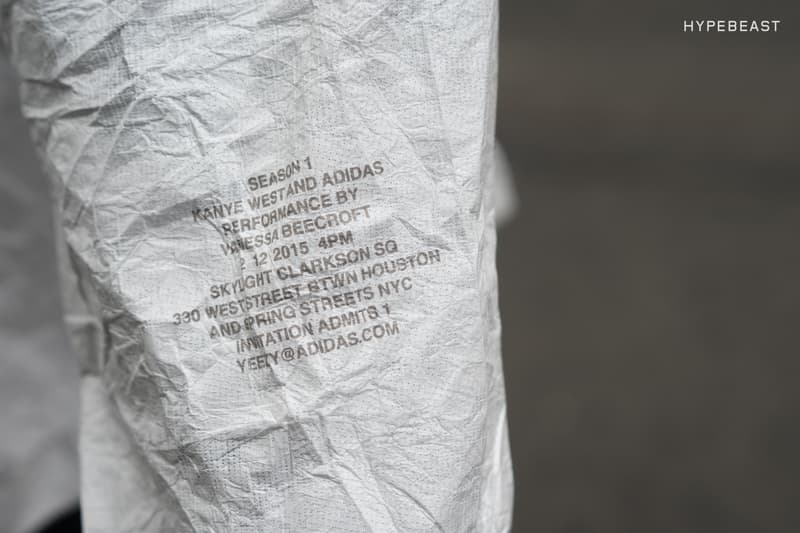 HYPEBEAST
SEASON 1
KANYE WEST AND ADIDAS
PERFORMANCE BY
VANESSA BEECROFT
2 12 2015 4PM
SKYLIGHT CLARKSON SQ
330 WEST STREET BTWN HOUSTON
AND SPRING STREETS NYC
INVITATION ADMITS 1
YEEZY@ADIDAS.COM